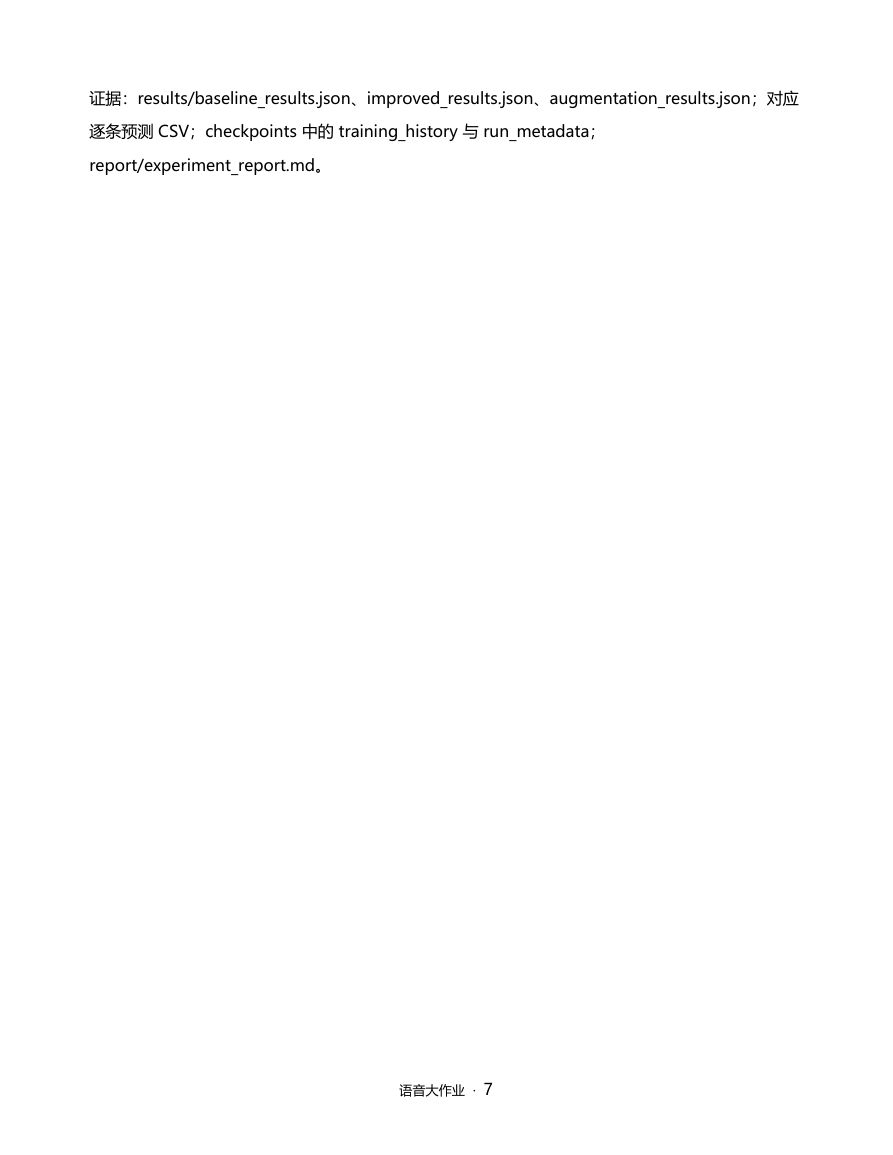 证据：results/baseline_results.json、improved_results.json、augmentation_results.json；对应
逐条预测 CSV；checkpoints 中的 training_history 与 run_metadata；
report/experiment_report.md。
语音大作业 · 7